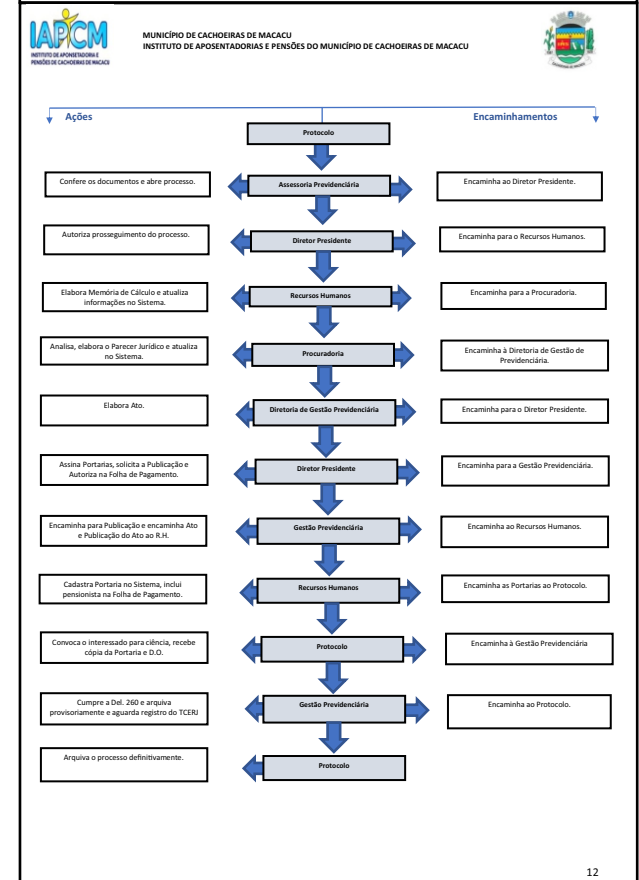 IAPCM
INSTITUTO DE APONSETADORIA E
PENSÕES DE CACHOEIRAS DE MACACU
MUNICÍPIO DE CACHOEIRAS DE MACACU
INSTITUTO DE APOSENTADORIAS E PENSÕES DO MUNICÍPIO DE CACHOEIRAS DE MACACU
Ações
Encaminhamentos
Protocolo
Confere os documentos e abre processo.
Assessoria Previdenciária
Encaminha ao Diretor Presidente.
Autoriza prosseguimento do processo.
Diretor Presidente
Encaminha para o Recursos Humanos.
Elabora Memória de Cálculo e atualiza
informações no Sistema.
Recursos Humanos
Encaminha para a Procuradoria.
Analisa, elabora o Parecer Jurídico e atualiza
no Sistema.
Procuradoria
Encaminha à Diretoria de Gestão de
Previdenciária.
Elabora Ato.
Diretoria de Gestão Previdenciária
Encaminha para o Diretor Presidente.
Assina Portarias, solicita a Publicação e
Autoriza na Folha de Pagamento.
Diretor Presidente
Encaminha para a Gestão Previdenciária.
Encaminha para Publicação e encaminha Ato
e Publicação do Ato ao R.H.
Gestão Previdenciária
Encaminha ao Recursos Humanos.
Cadastra Portaria no Sistema, inclui
pensionista na Folha de Pagamento.
Recursos Humanos
Encaminha as Portarias ao Protocolo.
Convoca o interessado para ciência, recebe
cópia da Portaria e D.O.
Protocolo
Encaminha à Gestão Previdenciária
Cumpre a Del. 260 e arquiva
provisoriamente e aguarda registro do TCERJ
Gestão Previdenciária
Encaminha ao Protocolo.
Arquiva o processo definitivamente.
Protocolo
12